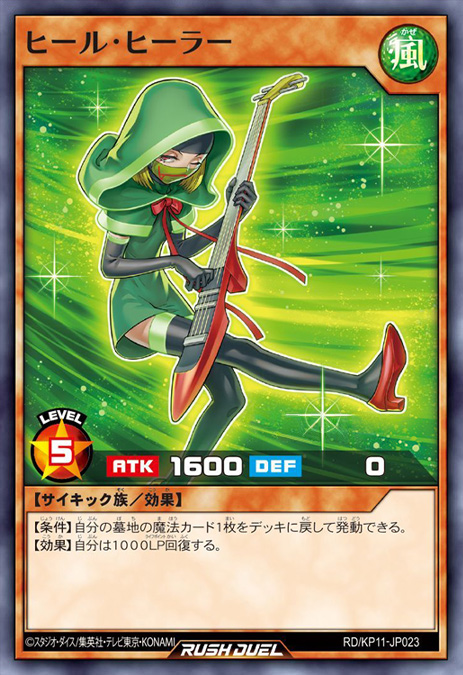 ヒール・ヒーラー
かぜ
風
LEVEL
5
ATK 1600 DEF 0
【サイキック族／効果】
【条件】自分の墓地の魔法カード1枚をデッキに戻して発動できる。
【効果】自分は1000LP回復する。
©スタジオ・ダイス/集英社・テレビ東京・KONAMI
RUSH DUEL
RD/KP11-JP023